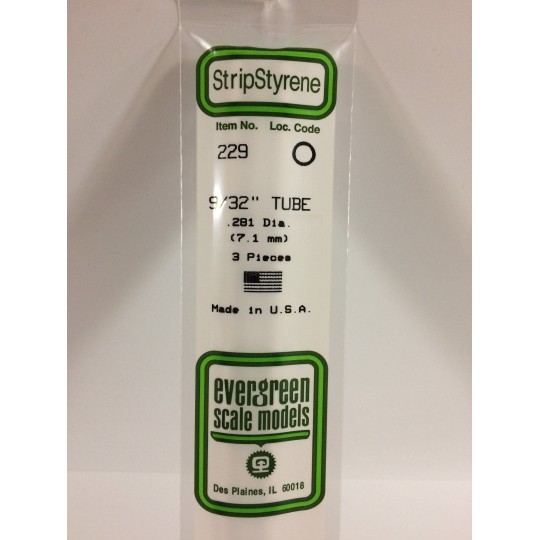 StripStyrene
Item No. Loc. Code
229
9/32" TUBE
.281 Dia.
(7.1 mm)
3 Pieces
Made in U.S.A.
evergreen
scale models
Des Plaines, IL 60018